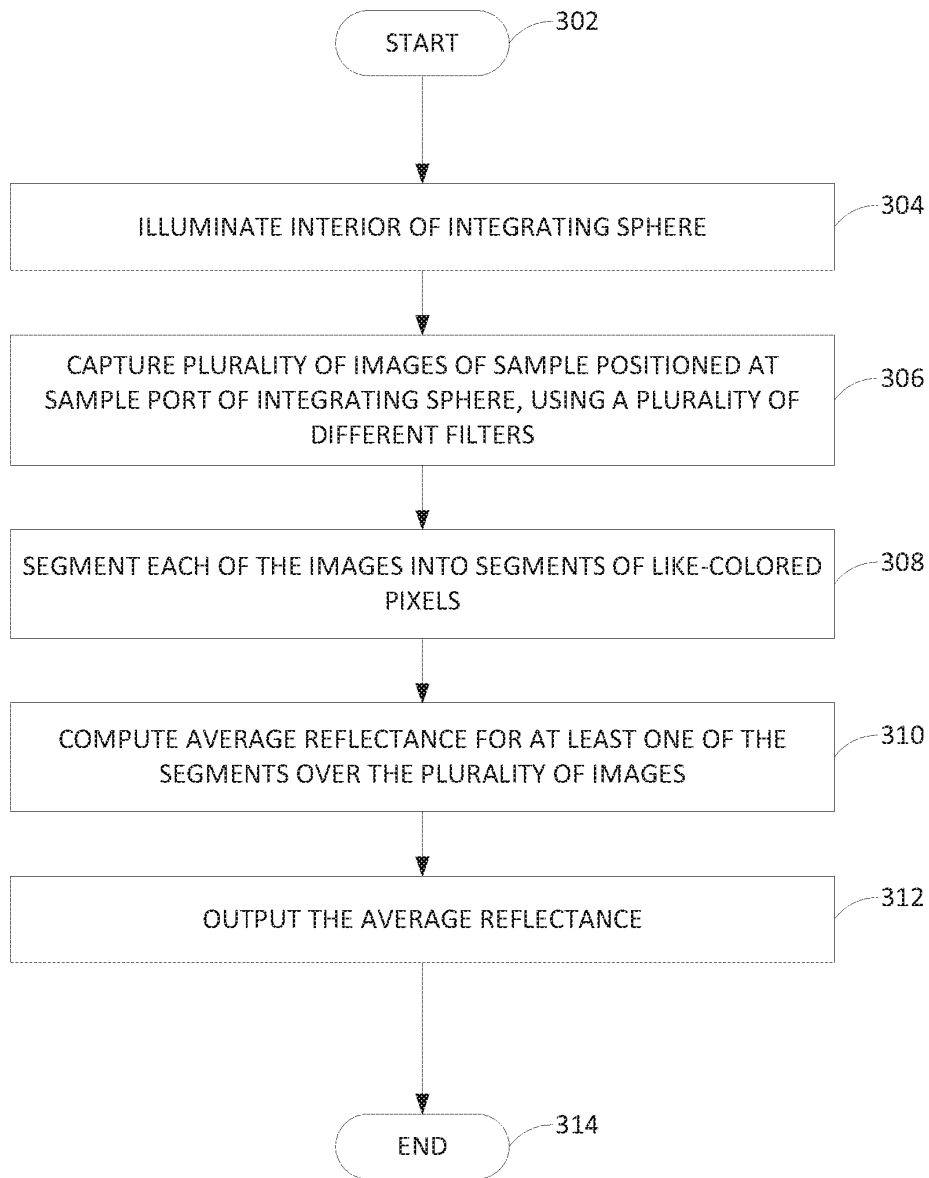 START
302
ILLUMINATE INTERIOR OF INTEGRATING SPHERE
304
CAPTURE PLURALITY OF IMAGES OF SAMPLE POSITIONED AT
SAMPLE PORT OF INTEGRATING SPHERE, USING A PLURALITY OF
DIFFERENT FILTERS
306
SEGMENT EACH OF THE IMAGES INTO SEGMENTS OF LIKE-COLORED
PIXELS
308
COMPUTE AVERAGE REFLECTANCE FOR AT LEAST ONE OF THE
SEGMENTS OVER THE PLURALITY OF IMAGES
310
OUTPUT THE AVERAGE REFLECTANCE
312
END
314